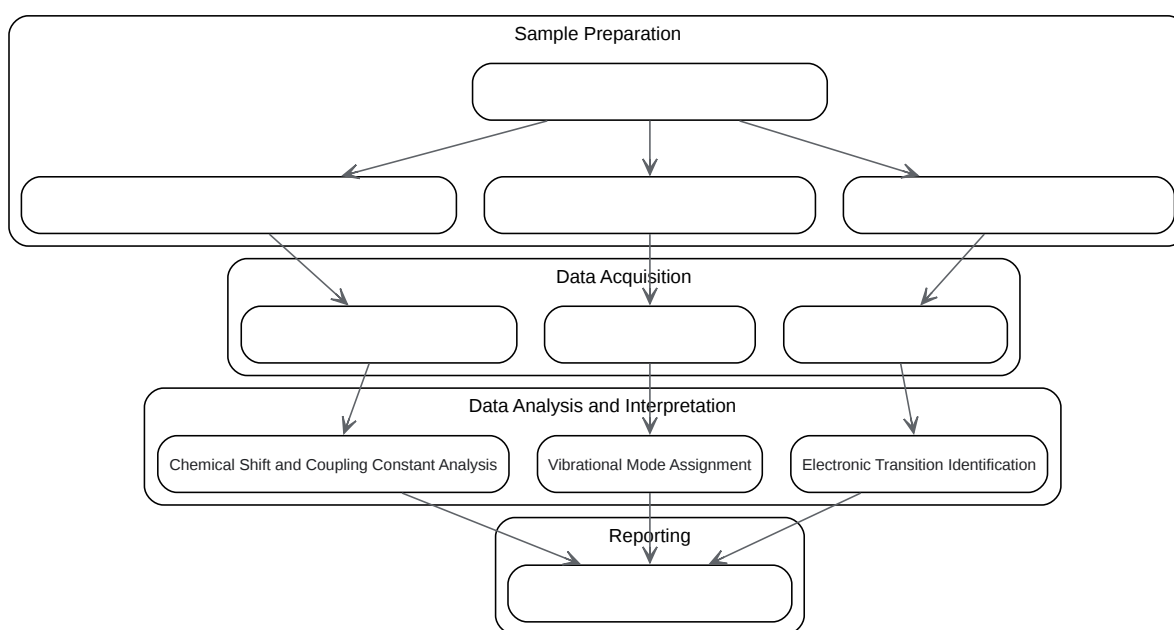 Sample Preparation
Data Acquisition
Data Analysis and Interpretation
Chemical Shift and Coupling Constant Analysis
Vibrational Mode Assignment
Electronic Transition Identification
Reporting